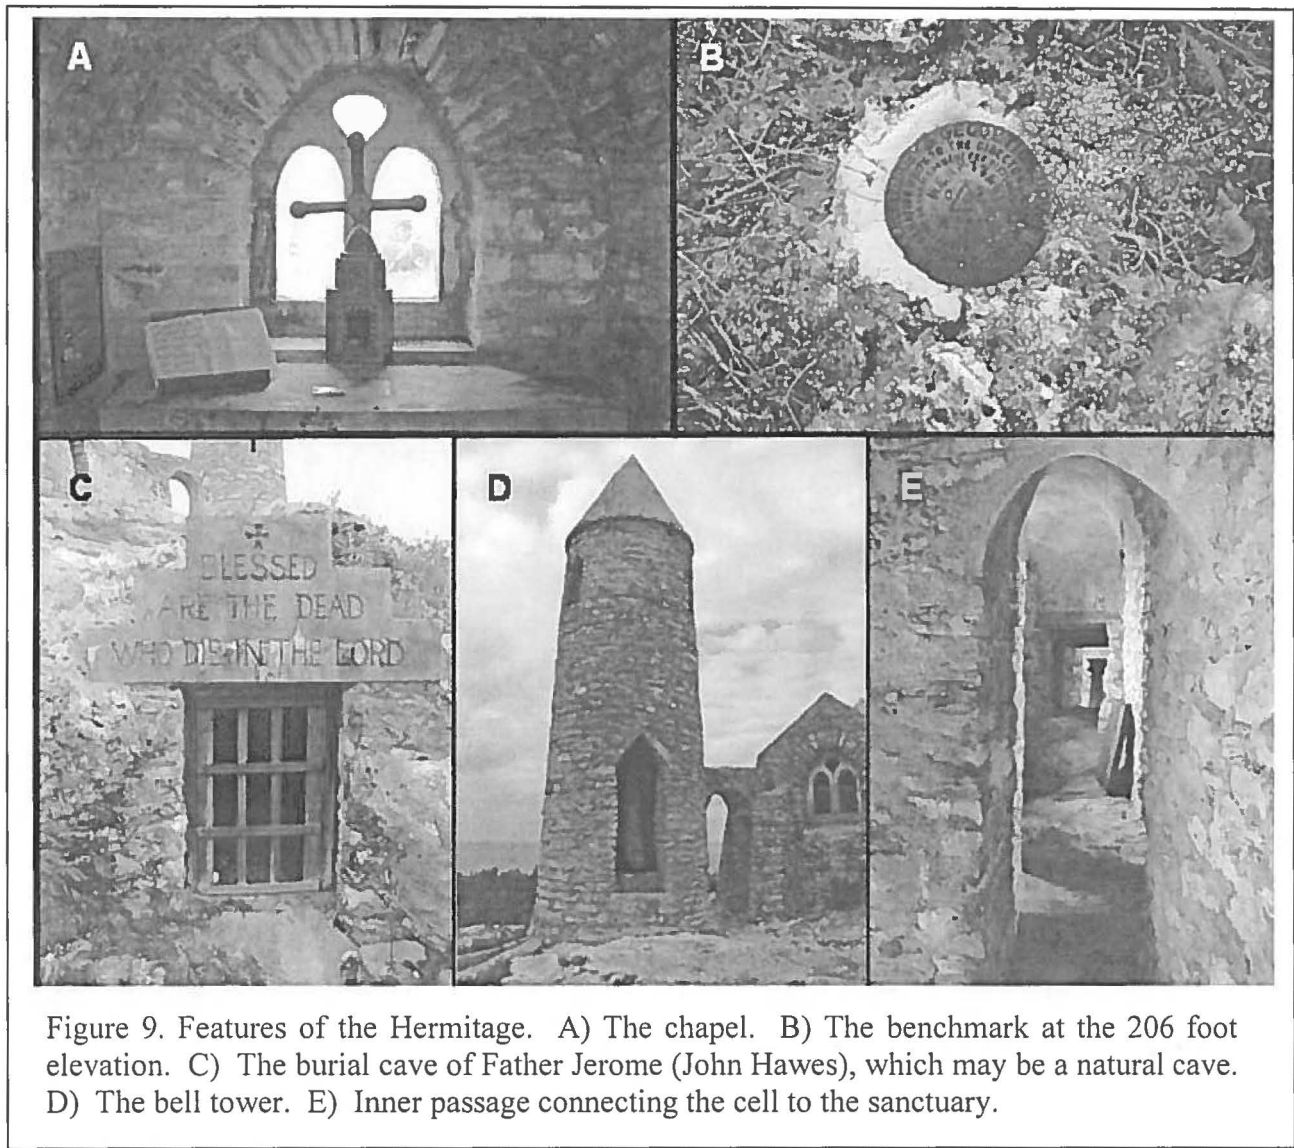 A
B
C
BLESSED
ARE THE DEAD
WHO DIE IN THE LORD
D
E
Figure 9. Features of the Hermitage. A) The chapel. B) The benchmark at the 206 foot
elevation. C) The burial cave of Father Jerome (John Hawes), which may be a natural cave.
D) The bell tower. E) Inner passage connecting the cell to the sanctuary.